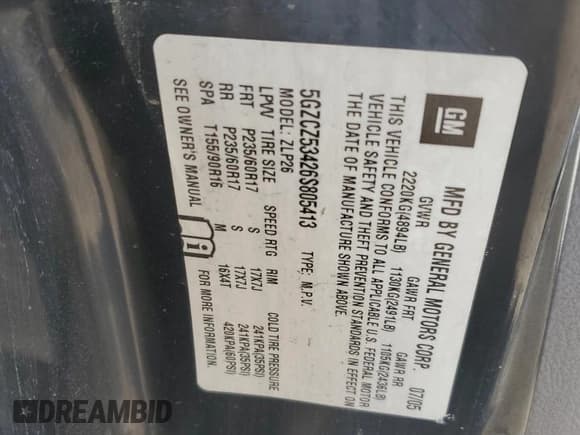 GM
MFD BY GENERAL MOTORS CORP. 07/05
GVWR GAWR FRT GAWR RR
2220KG(4894LB) 1130KG(2491LB) 1105KG(2436LB)
THIS VEHICLE CONFORMS TO ALL APPLICABLE U.S. FEDERAL MOTOR
VEHICLE SAFETY AND THEFT PREVENTION STANDARDS IN EFFECT ON
THE DATE OF MANUFACTURE SHOWN ABOVE.
5GZCZ53426S805413 TYPE: M.P.V.
MODEL: ZLP26
LPVV TIRE SIZE SPEED RTG RIM COLD TIRE PRESSURE
FRT P235/60R17 S 17X7J 241KPA(35PSI)
RR P235/60R17 S 17X7J 241KPA(35PSI)
SPA T155/90R16 M 16X4T 420KPA(60PSI)
SEE OWNER'S MANUAL FOR MORE INFORMATION.
DREAMBID